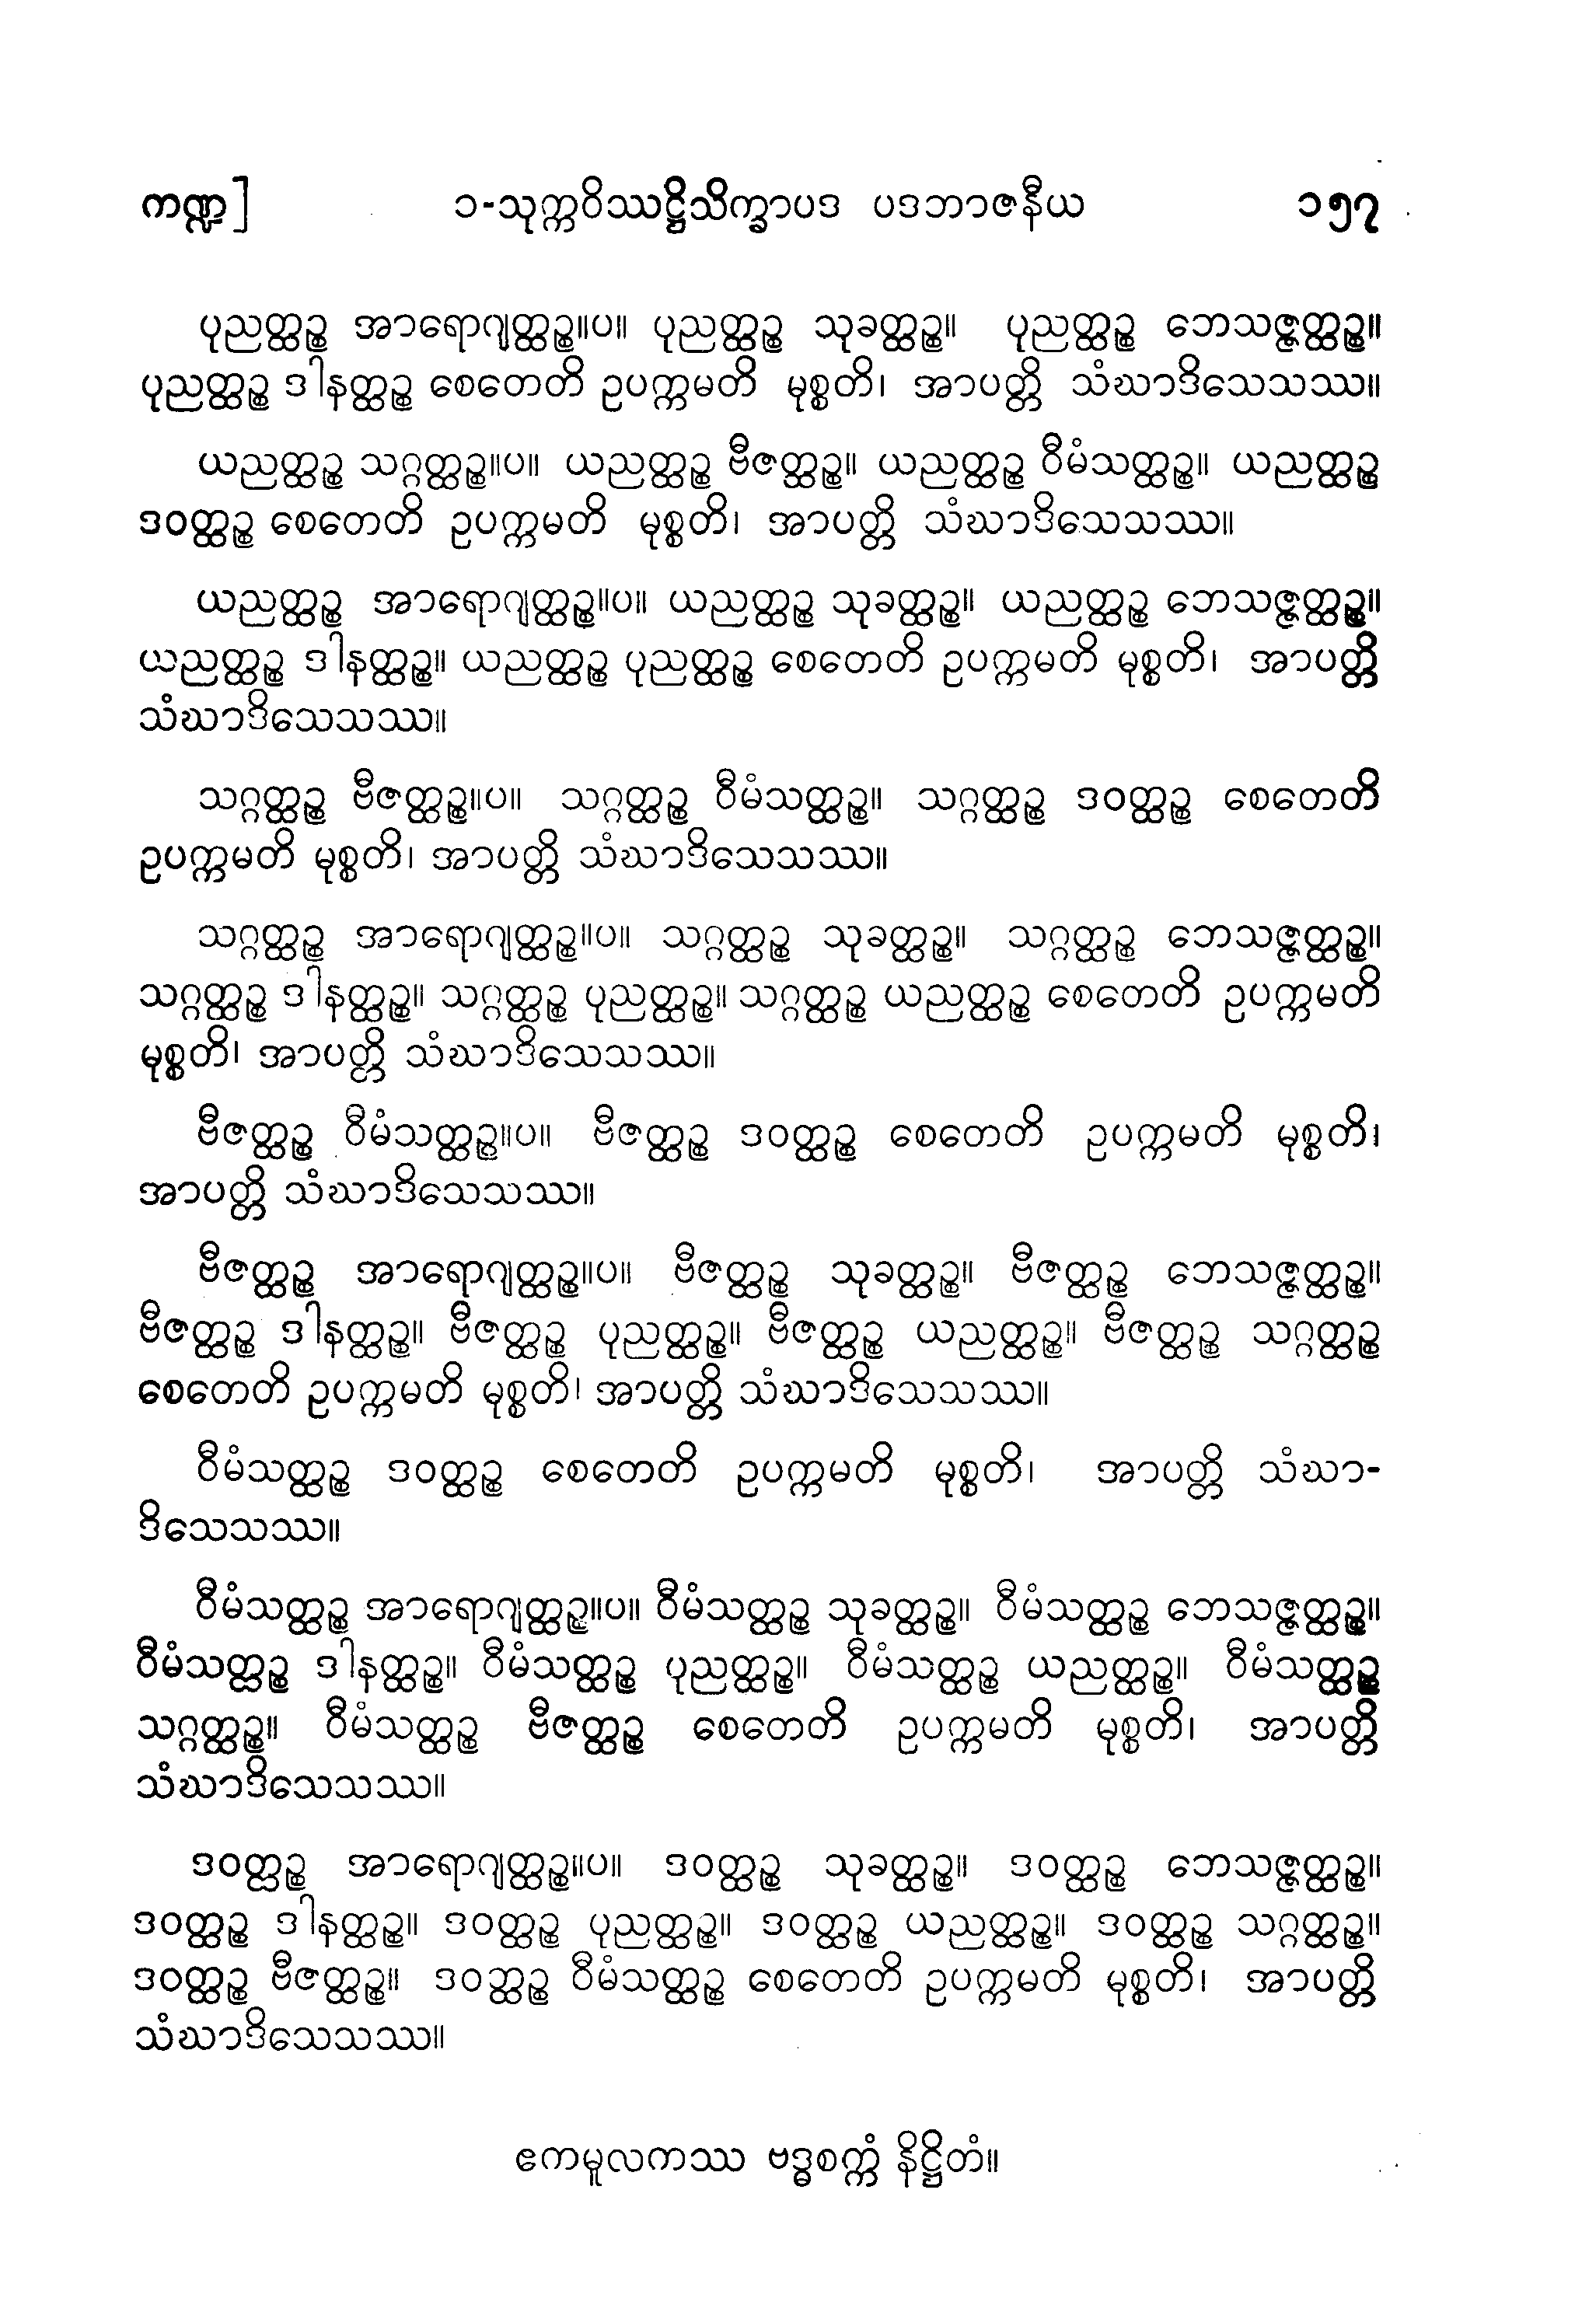 ကဏ္ဍ] ၁-သုက္ကဝိဿဋ္ဌိသိက္ခာပဒ ပဒဘာဇနီယ ၁၅၇
ပုညတ္ထဉ္စ အာရောဂျတ္ထဉ္စ။ပ။ ပုညတ္ထဉ္စ သုခတ္ထဉ္စ။ ပုညတ္ထဉ္စ ဘေသဇ္ဇတ္ထဉ္စ။
ပုညတ္ထဉ္စ ဒါနတ္ထဉ္စ စေတေတိ ဥပက္ကမတိ မုစ္စတိ၊ အာပတ္တိ သံဃာဒိသေသဿ။
ယညတ္ထဉ္စ သဂ္ဂတ္ထဉ္စ။ပ။ ယညတ္ထဉ္စ ဗီဇတ္ထဉ္စ။ ယညတ္ထဉ္စ ဝီမံသတ္ထဉ္စ။ ယညတ္ထဉ္စ
ဒဝတ္ထဉ္စ စေတေတိ ဥပက္ကမတိ မုစ္စတိ၊ အာပတ္တိ သံဃာဒိသေသဿ။
ယညတ္ထဉ္စ အာရောဂျတ္ထဉ္စ။ပ။ ယညတ္ထဉ္စ သုခတ္ထဉ္စ။ ယညတ္ထဉ္စ ဘေသဇ္ဇတ္ထဉ္စ။
ယညတ္ထဉ္စ ဒါနတ္ထဉ္စ။ ယညတ္ထဉ္စ ပုညတ္ထဉ္စ စေတေတိ ဥပက္ကမတိ မုစ္စတိ၊ အာပတ္တိ
သံဃာဒိသေသဿ။
သဂ္ဂတ္ထဉ္စ ဗီဇတ္ထဉ္စ။ပ။ သဂ္ဂတ္ထဉ္စ ဝီမံသတ္ထဉ္စ။ သဂ္ဂတ္ထဉ္စ ဒဝတ္ထဉ္စ စေတေတိ
ဥပက္ကမတိ မုစ္စတိ၊ အာပတ္တိ သံဃာဒိသေသဿ။
သဂ္ဂတ္ထဉ္စ အာရောဂျတ္ထဉ္စ။ပ။ သဂ္ဂတ္ထဉ္စ သုခတ္ထဉ္စ။ သဂ္ဂတ္ထဉ္စ ဘေသဇ္ဇတ္ထဉ္စ။
သဂ္ဂတ္ထဉ္စ ဒါနတ္ထဉ္စ။ သဂ္ဂတ္ထဉ္စ ပုညတ္ထဉ္စ။ သဂ္ဂတ္ထဉ္စ ယညတ္ထဉ္စ စေတေတိ ဥပက္ကမတိ
မုစ္စတိ၊ အာပတ္တိ သံဃာဒိသေသဿ။
ဗီဇတ္ထဉ္စ ဝီမံသတ္ထဉ္စ။ပ။ ဗီဇတ္ထဉ္စ ဒဝတ္ထဉ္စ စေတေတိ ဥပက္ကမတိ မုစ္စတိ၊
အာပတ္တိ သံဃာဒိသေသဿ။
ဗီဇတ္ထဉ္စ အာရောဂျတ္ထဉ္စ။ပ။ ဗီဇတ္ထဉ္စ သုခတ္ထဉ္စ။ ဗီဇတ္ထဉ္စ ဘေသဇ္ဇတ္ထဉ္စ။
ဗီဇတ္ထဉ္စ ဒါနတ္ထဉ္စ။ ဗီဇတ္ထဉ္စ ပုညတ္ထဉ္စ။ ဗီဇတ္ထဉ္စ ယညတ္ထဉ္စ။ ဗီဇတ္ထဉ္စ သဂ္ဂတ္ထဉ္စ
စေတေတိ ဥပက္ကမတိ မုစ္စတိ၊ အာပတ္တိ သံဃာဒိသေသဿ။
ဝီမံသတ္ထဉ္စ ဒဝတ္ထဉ္စ စေတေတိ ဥပက္ကမတိ မုစ္စတိ၊ အာပတ္တိ သံဃာ-
ဒိသေသဿ။
ဝီမံသတ္ထဉ္စ အာရောဂျတ္ထဉ္စ။ပ။ ဝီမံသတ္ထဉ္စ သုခတ္ထဉ္စ။ ဝီမံသတ္ထဉ္စ ဘေသဇ္ဇတ္ထဉ္စ။
ဝီမံသတ္ထဉ္စ ဒါနတ္ထဉ္စ။ ဝီမံသတ္ထဉ္စ ပုညတ္ထဉ္စ။ ဝီမံသတ္ထဉ္စ ယညတ္ထဉ္စ။ ဝီမံသတ္ထဉ္စ
သဂ္ဂတ္ထဉ္စ။ ဝီမံသတ္ထဉ္စ ဗီဇတ္ထဉ္စ စေတေတိ ဥပက္ကမတိ မုစ္စတိ၊ အာပတ္တိ
သံဃာဒိသေသဿ။
ဒဝတ္ထဉ္စ အာရောဂျတ္ထဉ္စ။ပ။ ဒဝတ္ထဉ္စ သုခတ္ထဉ္စ။ ဒဝတ္ထဉ္စ ဘေသဇ္ဇတ္ထဉ္စ။
ဒဝတ္ထဉ္စ ဒါနတ္ထဉ္စ။ ဒဝတ္ထဉ္စ ပုညတ္ထဉ္စ။ ဒဝတ္ထဉ္စ ယညတ္ထဉ္စ။ ဒဝတ္ထဉ္စ သဂ္ဂတ္ထဉ္စ။
ဒဝတ္ထဉ္စ ဗီဇတ္ထဉ္စ။ ဒဝတ္ထဉ္စ ဝီမံသတ္ထဉ္စ စေတေတိ ဥပက္ကမတိ မုစ္စတိ၊ အာပတ္တိ
သံဃာဒိသေသဿ။
ဧကမူလကဿ ဗဒ္ဓစက္ကံ နိဋ္ဌိတံ။